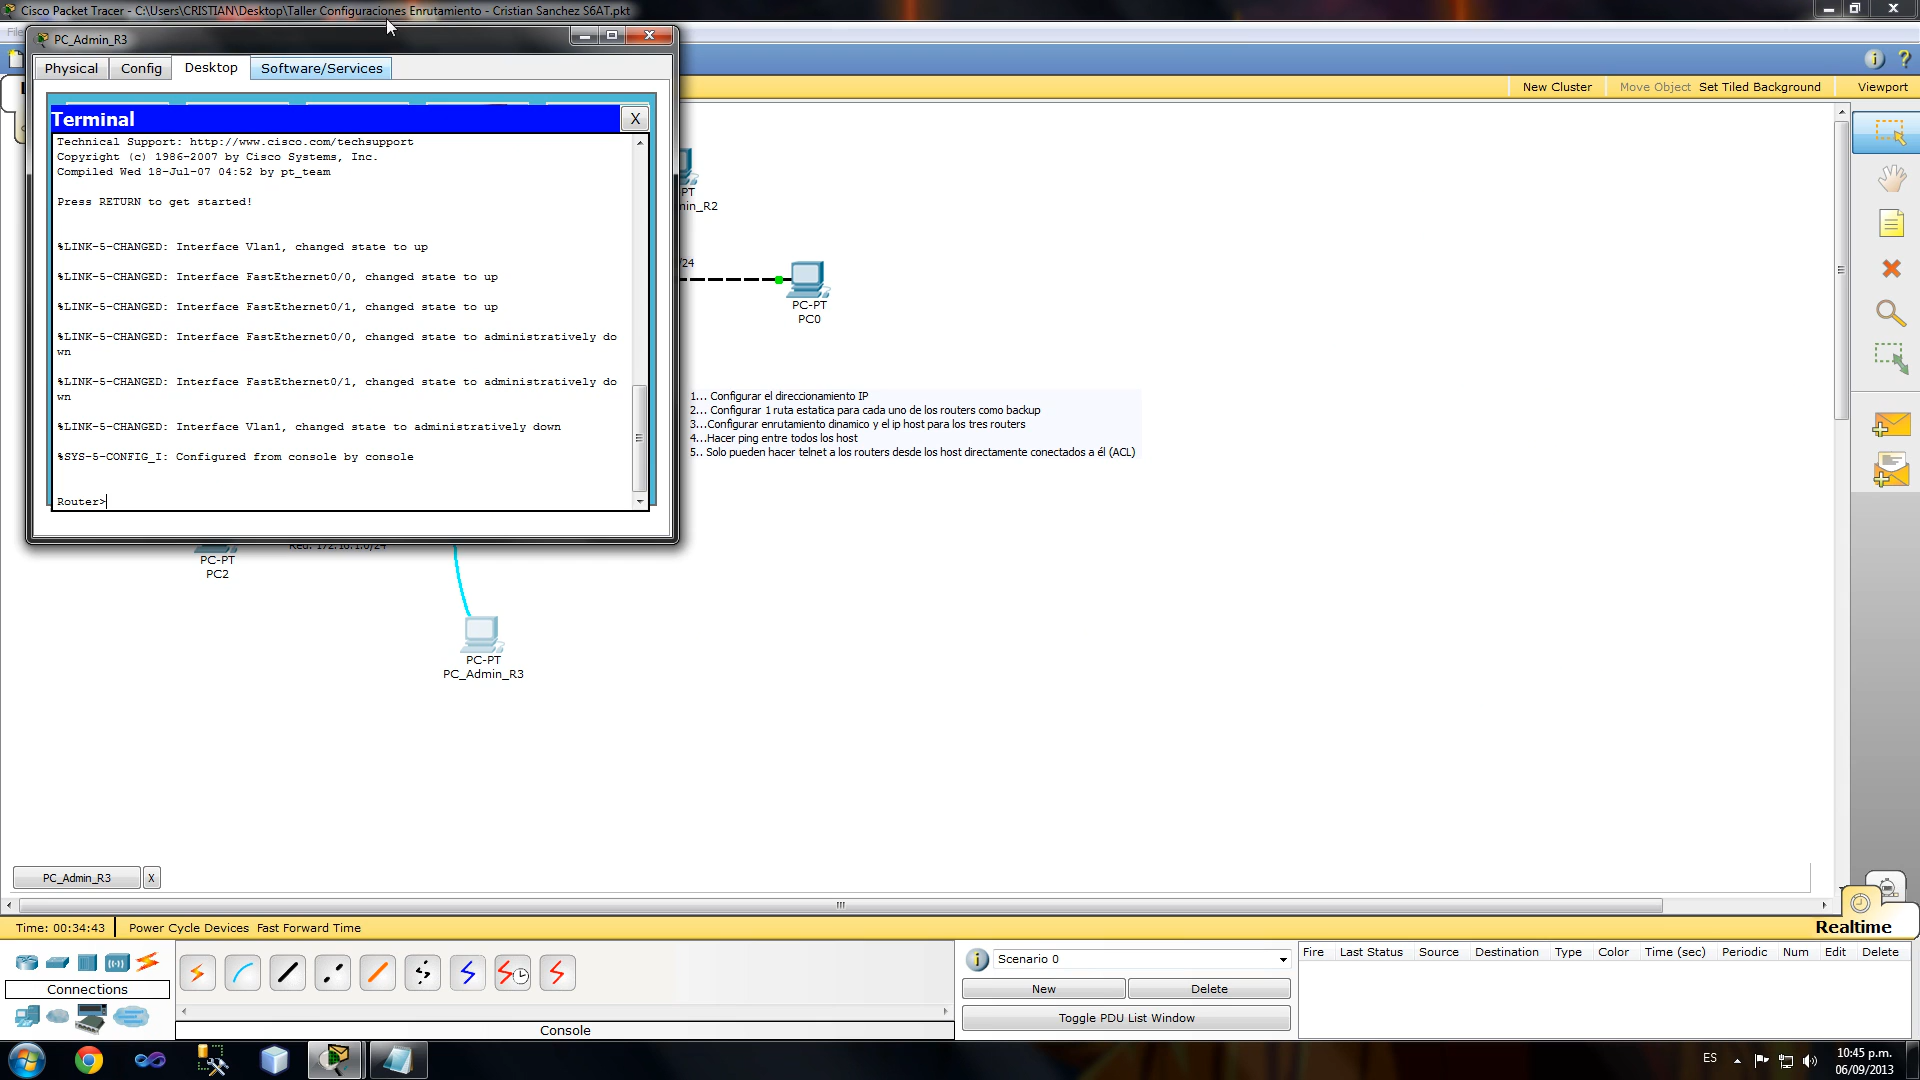 Cisco Packet Tracer - C:\Users\CRISTIAN\Desktop\Taller Configuraciones Enrutamiento - Cristian Sanchez S6AT.pkt
PC_Admin_R3
Physical
Config
Desktop
Software/Services
New Cluster
Move Object
Set Tiled Background
Viewport
Terminal
X
Technical Support: http://www.cisco.com/techsupport
Copyright (c) 1986-2007 by Cisco Systems, Inc.
Compiled Wed 18-Jul-07 04:52 by pt_team
Press RETURN to get started!
%LINK-5-CHANGED: Interface Vlan1, changed state to up
%LINK-5-CHANGED: Interface FastEthernet0/0, changed state to up
%LINK-5-CHANGED: Interface FastEthernet0/1, changed state to up
%LINK-5-CHANGED: Interface FastEthernet0/0, changed state to administratively do
wn
%LINK-5-CHANGED: Interface FastEthernet0/1, changed state to administratively do
wn
%LINK-5-CHANGED: Interface Vlan1, changed state to administratively down
%SYS-5-CONFIG_I: Configured from console by console
Router>
PT
min_R2
/24
PC-PT
PC0
1... Configurar el direccionamiento IP
2... Configurar 1 ruta estatica para cada uno de los routers como backup
3...Configurar enrutamiento dinamico y el ip host para los tres routers
4...Hacer ping entre todos los host
5.. Solo pueden hacer telnet a los routers desde los host directamente conectados a él (ACL)
Red: 172.16.1.0/24
PC-PT
PC2
PC-PT
PC_Admin_R3
PC_Admin_R3
X
Time: 00:34:43
Power Cycle Devices
Fast Forward Time
Realtime
Connections
Console
Scenario 0
New
Delete
Toggle PDU List Window
Fire
Last Status
Source
Destination
Type
Color
Time (sec)
Periodic
Num
Edit
Delete
ES
10:45 p.m.
06/09/2013